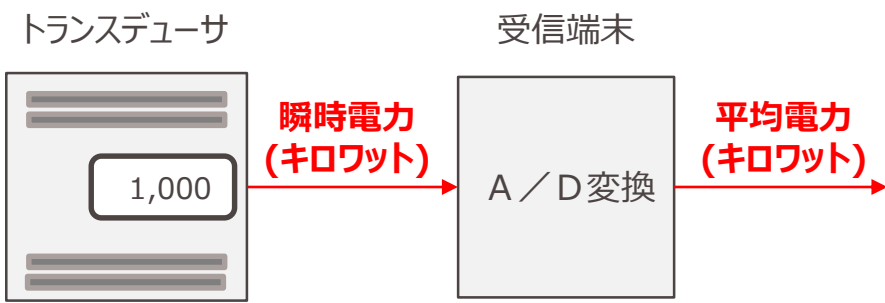 トランスデューサ
受信端末
瞬時電力
(キロワット)
平均電力
(キロワット)
1,000
A/D変換